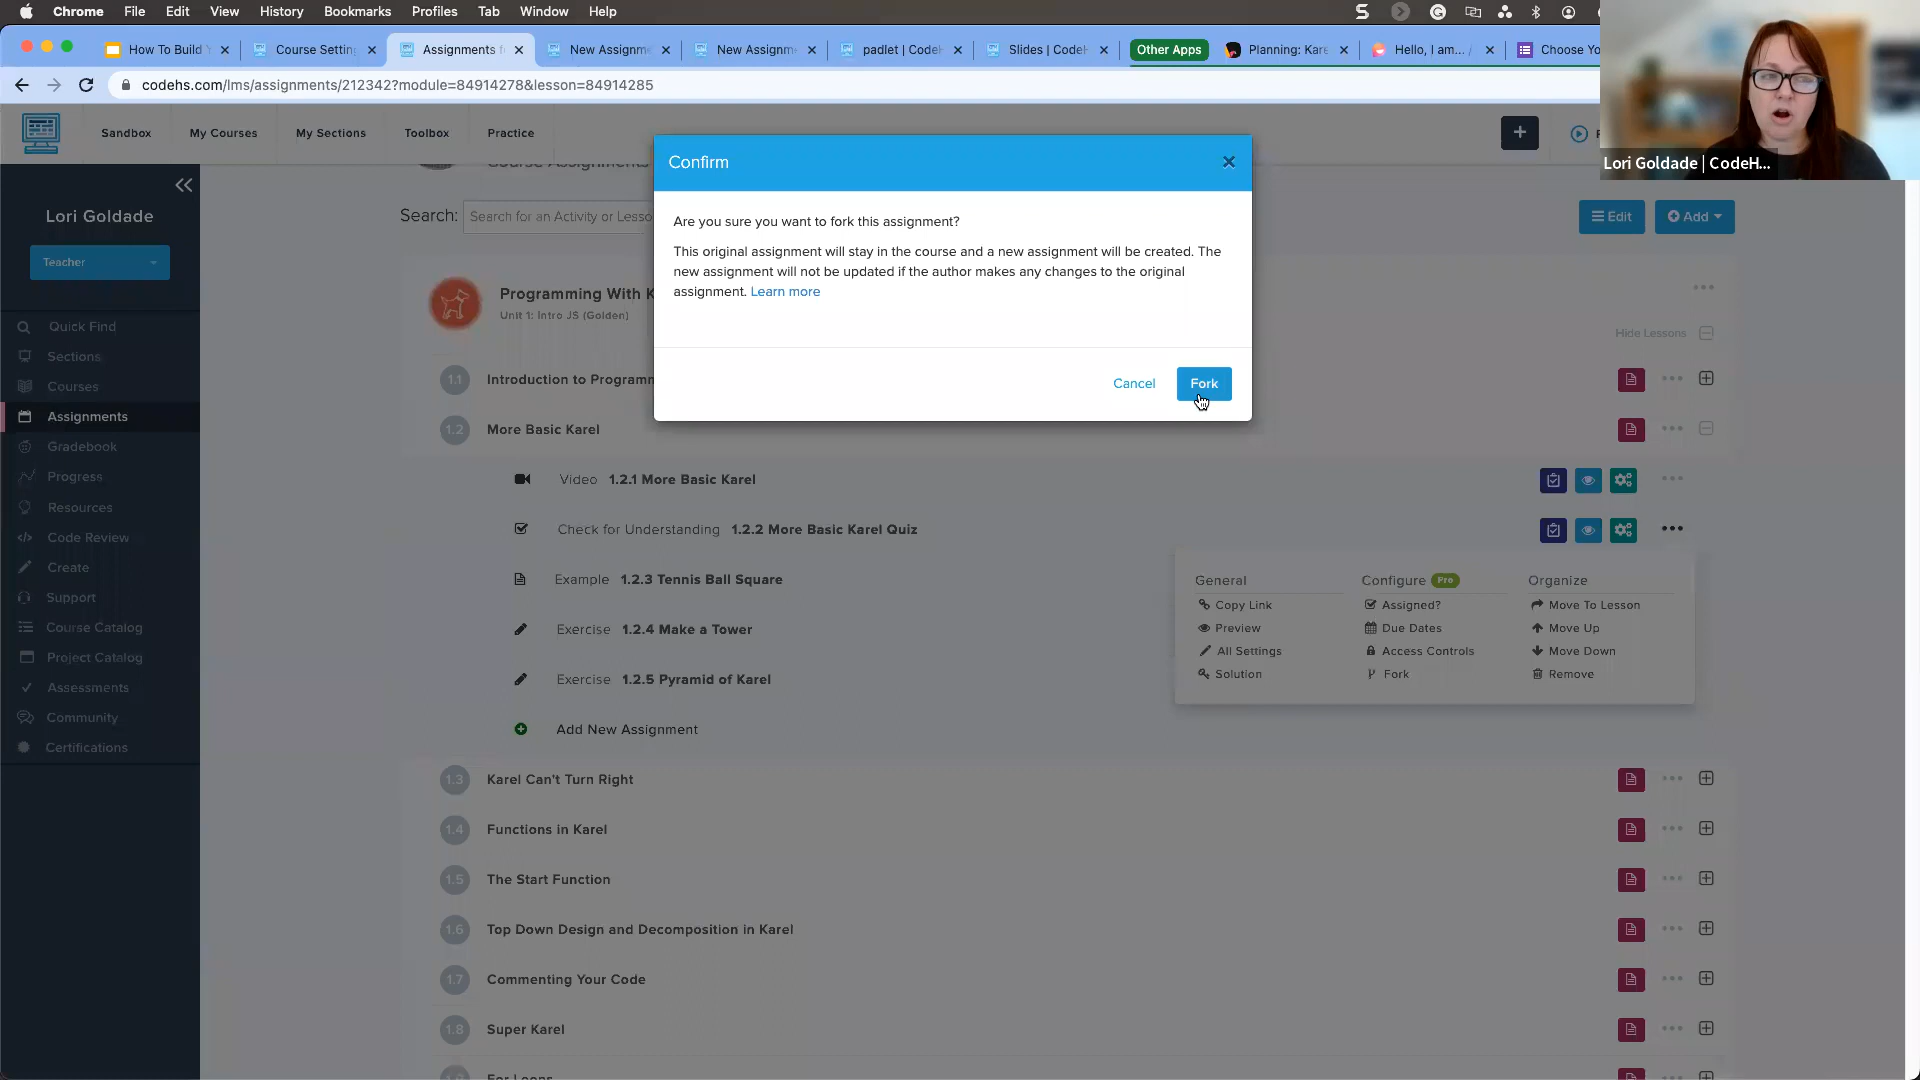 Chrome File Edit View History Bookmarks Profiles Tab Window Help
How To Build
Course Settin
Assignments f
New Assignm
New Assignm
padlet | CodeH
Slides | CodeH
Other Apps
Planning: Kare
Hello, I am... /
Choose Yo
codehs.com/lms/assignments/212342?module=84914278&lesson=84914285
Sandbox My Courses My Sections Toolbox Practice
Lori Goldade | CodeH...
Confirm
Are you sure you want to fork this assignment?
This original assignment will stay in the course and a new assignment will be created. The
new assignment will not be updated if the author makes any changes to the original
assignment. Learn more
Cancel Fork
Lori Goldade
Teacher
Quick Find
Sections
Courses
Assignments
Gradebook
Progress
Resources
Code Review
Create
Support
Course Catalog
Project Catalog
Assessments
Community
Certifications
Course Assignments
Search: Search for an Activity or Lesso
Edit Add
Programming With K
Unit 1: Intro JS (Golden)
Hide Lessons
1.1 Introduction to Programm
1.2 More Basic Karel
Video 1.2.1 More Basic Karel
Check for Understanding 1.2.2 More Basic Karel Quiz
Example 1.2.3 Tennis Ball Square
Exercise 1.2.4 Make a Tower
Exercise 1.2.5 Pyramid of Karel
Add New Assignment
General
Copy Link
Preview
All Settings
Solution
Configure Pro
Assigned?
Due Dates
Access Controls
Fork
Organize
Move To Lesson
Move Up
Move Down
Remove
1.3 Karel Can't Turn Right
1.4 Functions in Karel
1.5 The Start Function
1.6 Top Down Design and Decomposition in Karel
1.7 Commenting Your Code
1.8 Super Karel
For Loops